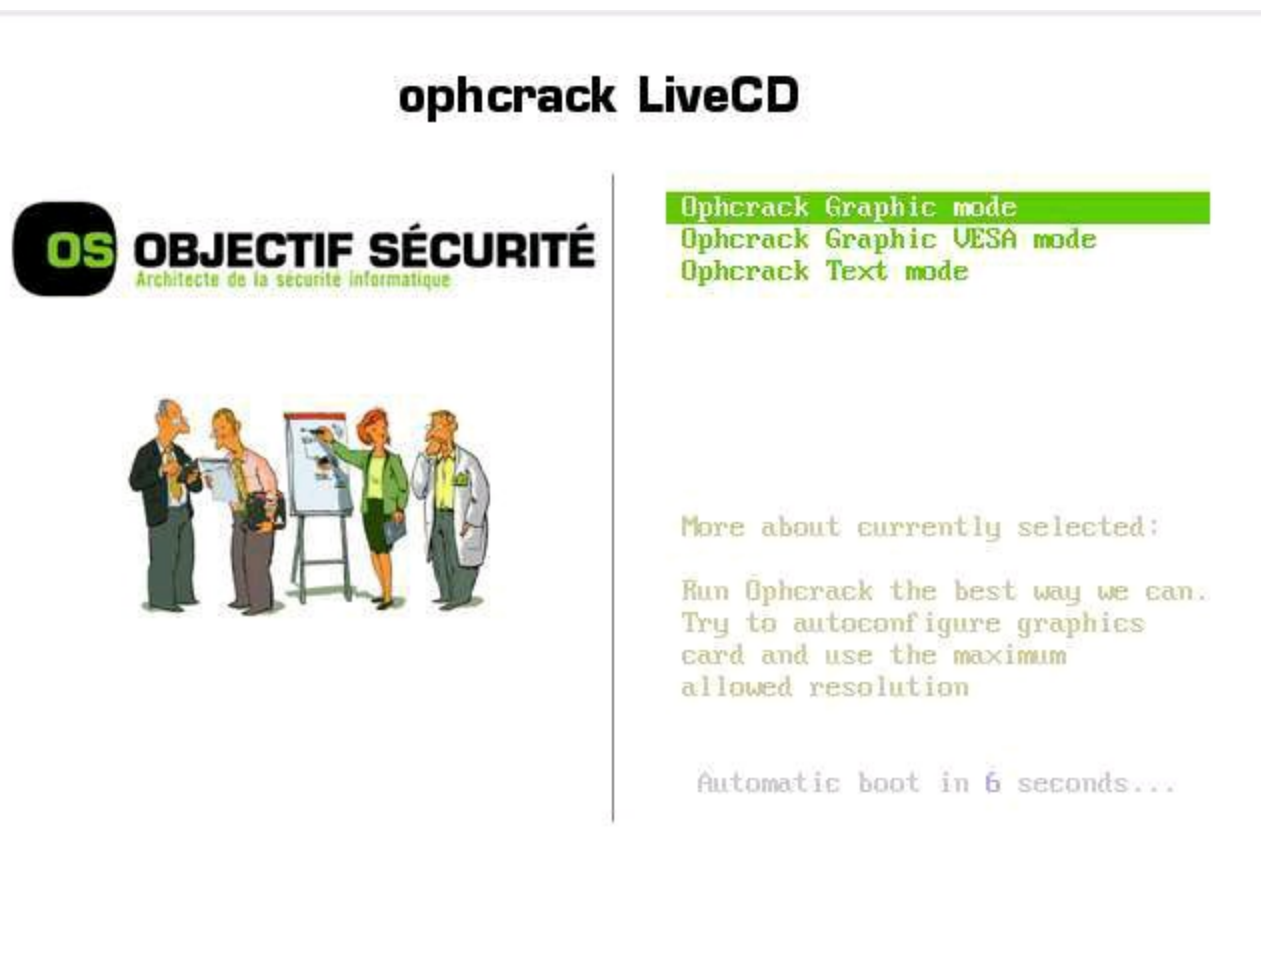 ophcrack LiveCD
OS OBJECTIF SÉCURITÉ
Architecte de la sécurité informatique
Ophcrack Graphic mode
Ophcrack Graphic VESA mode
Ophcrack Text mode
More about currently selected:
Run Ophcrack the best way we can.
Try to autoconfigure graphics
card and use the maximum
allowed resolution
Automatic boot in 6 seconds...